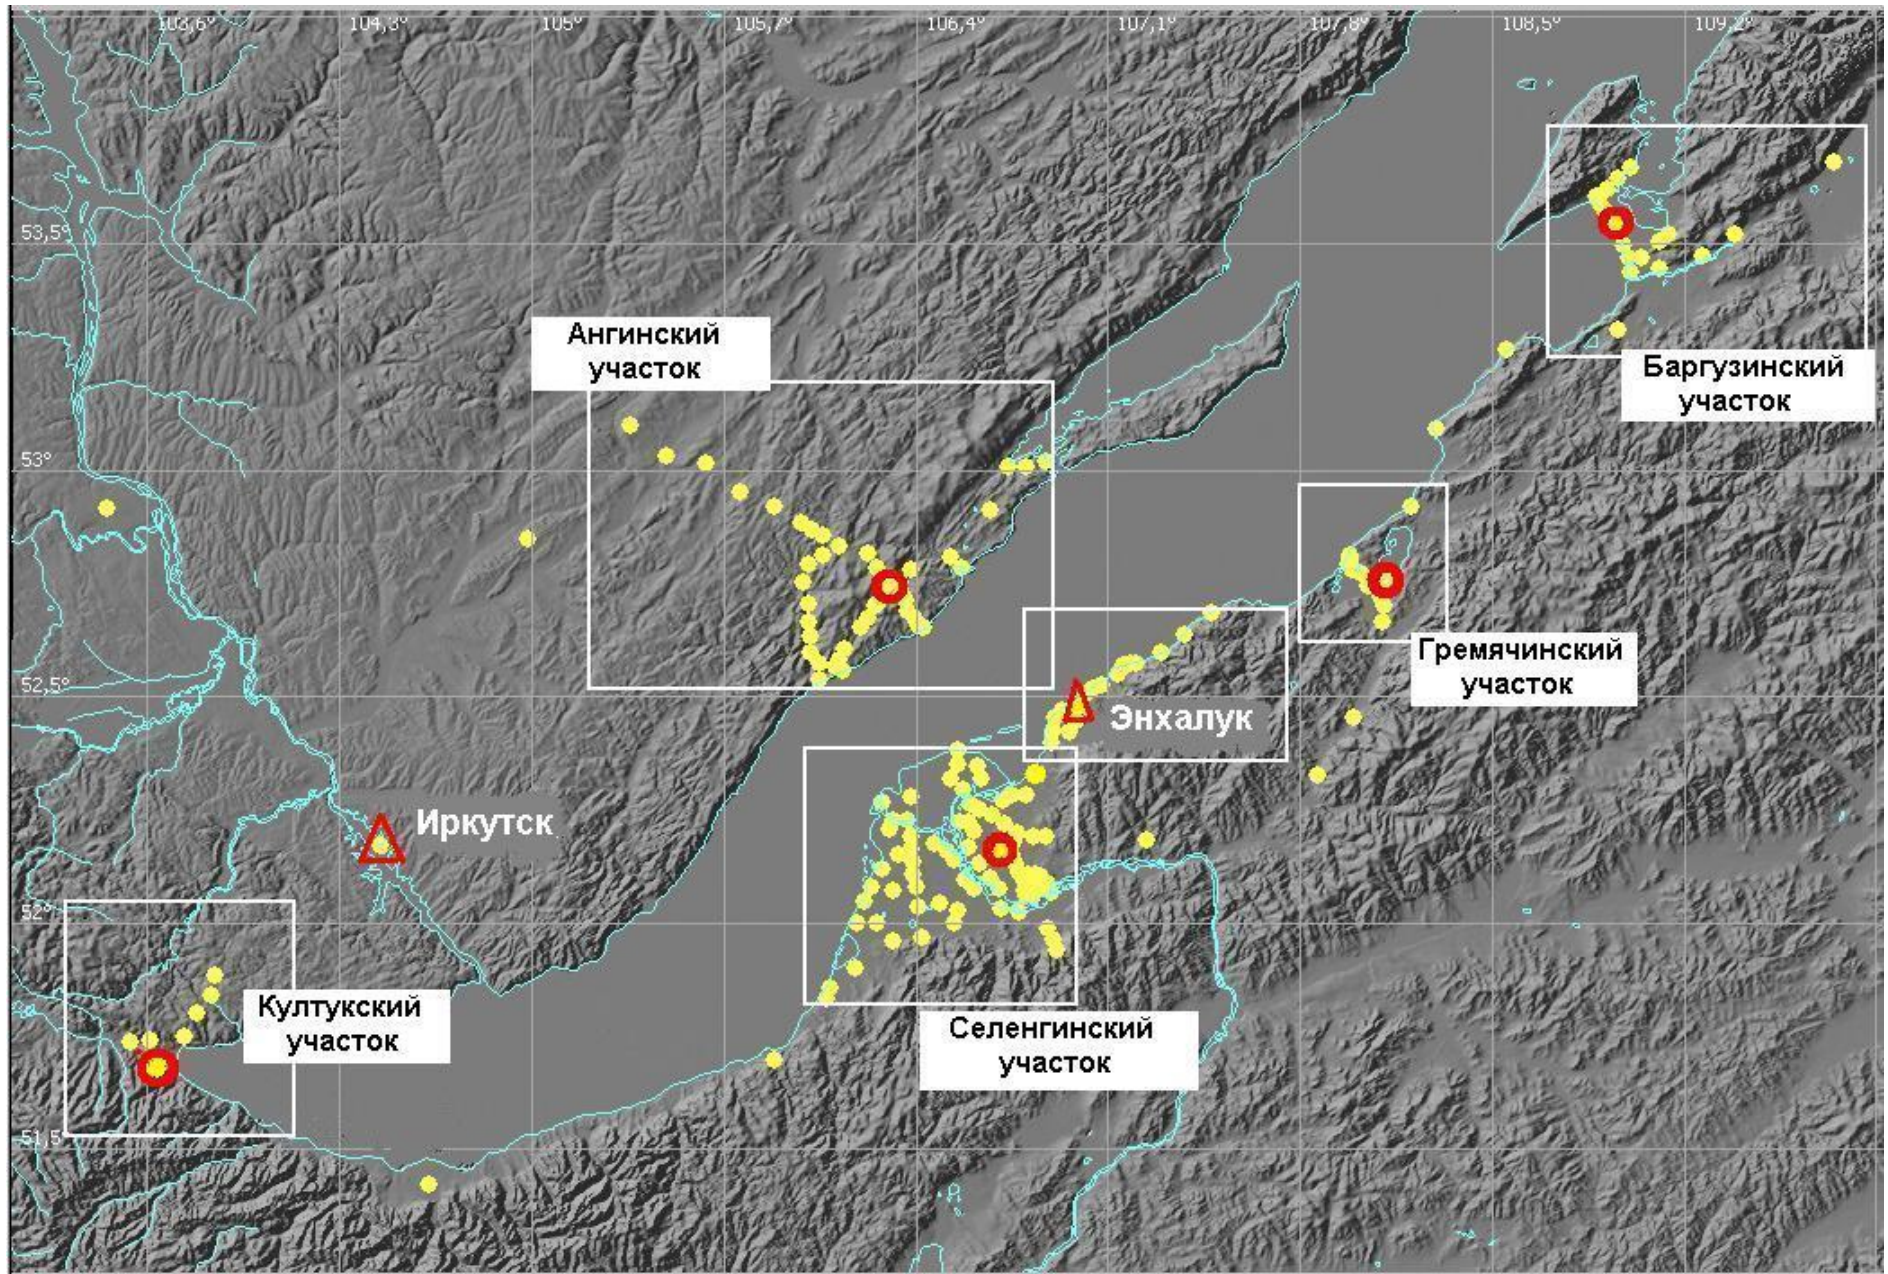 103,6° 104,3° 105° 105,7° 106,4° 107,1° 107,8° 108,5° 109,2°
53,5°
Ангинский
участок
Баргузинский
участок
53°
Гремячинский
участок
52,5°
Энхалук
Иркутск
52°
Култукский
участок
Селенгинский
участок
51,5°